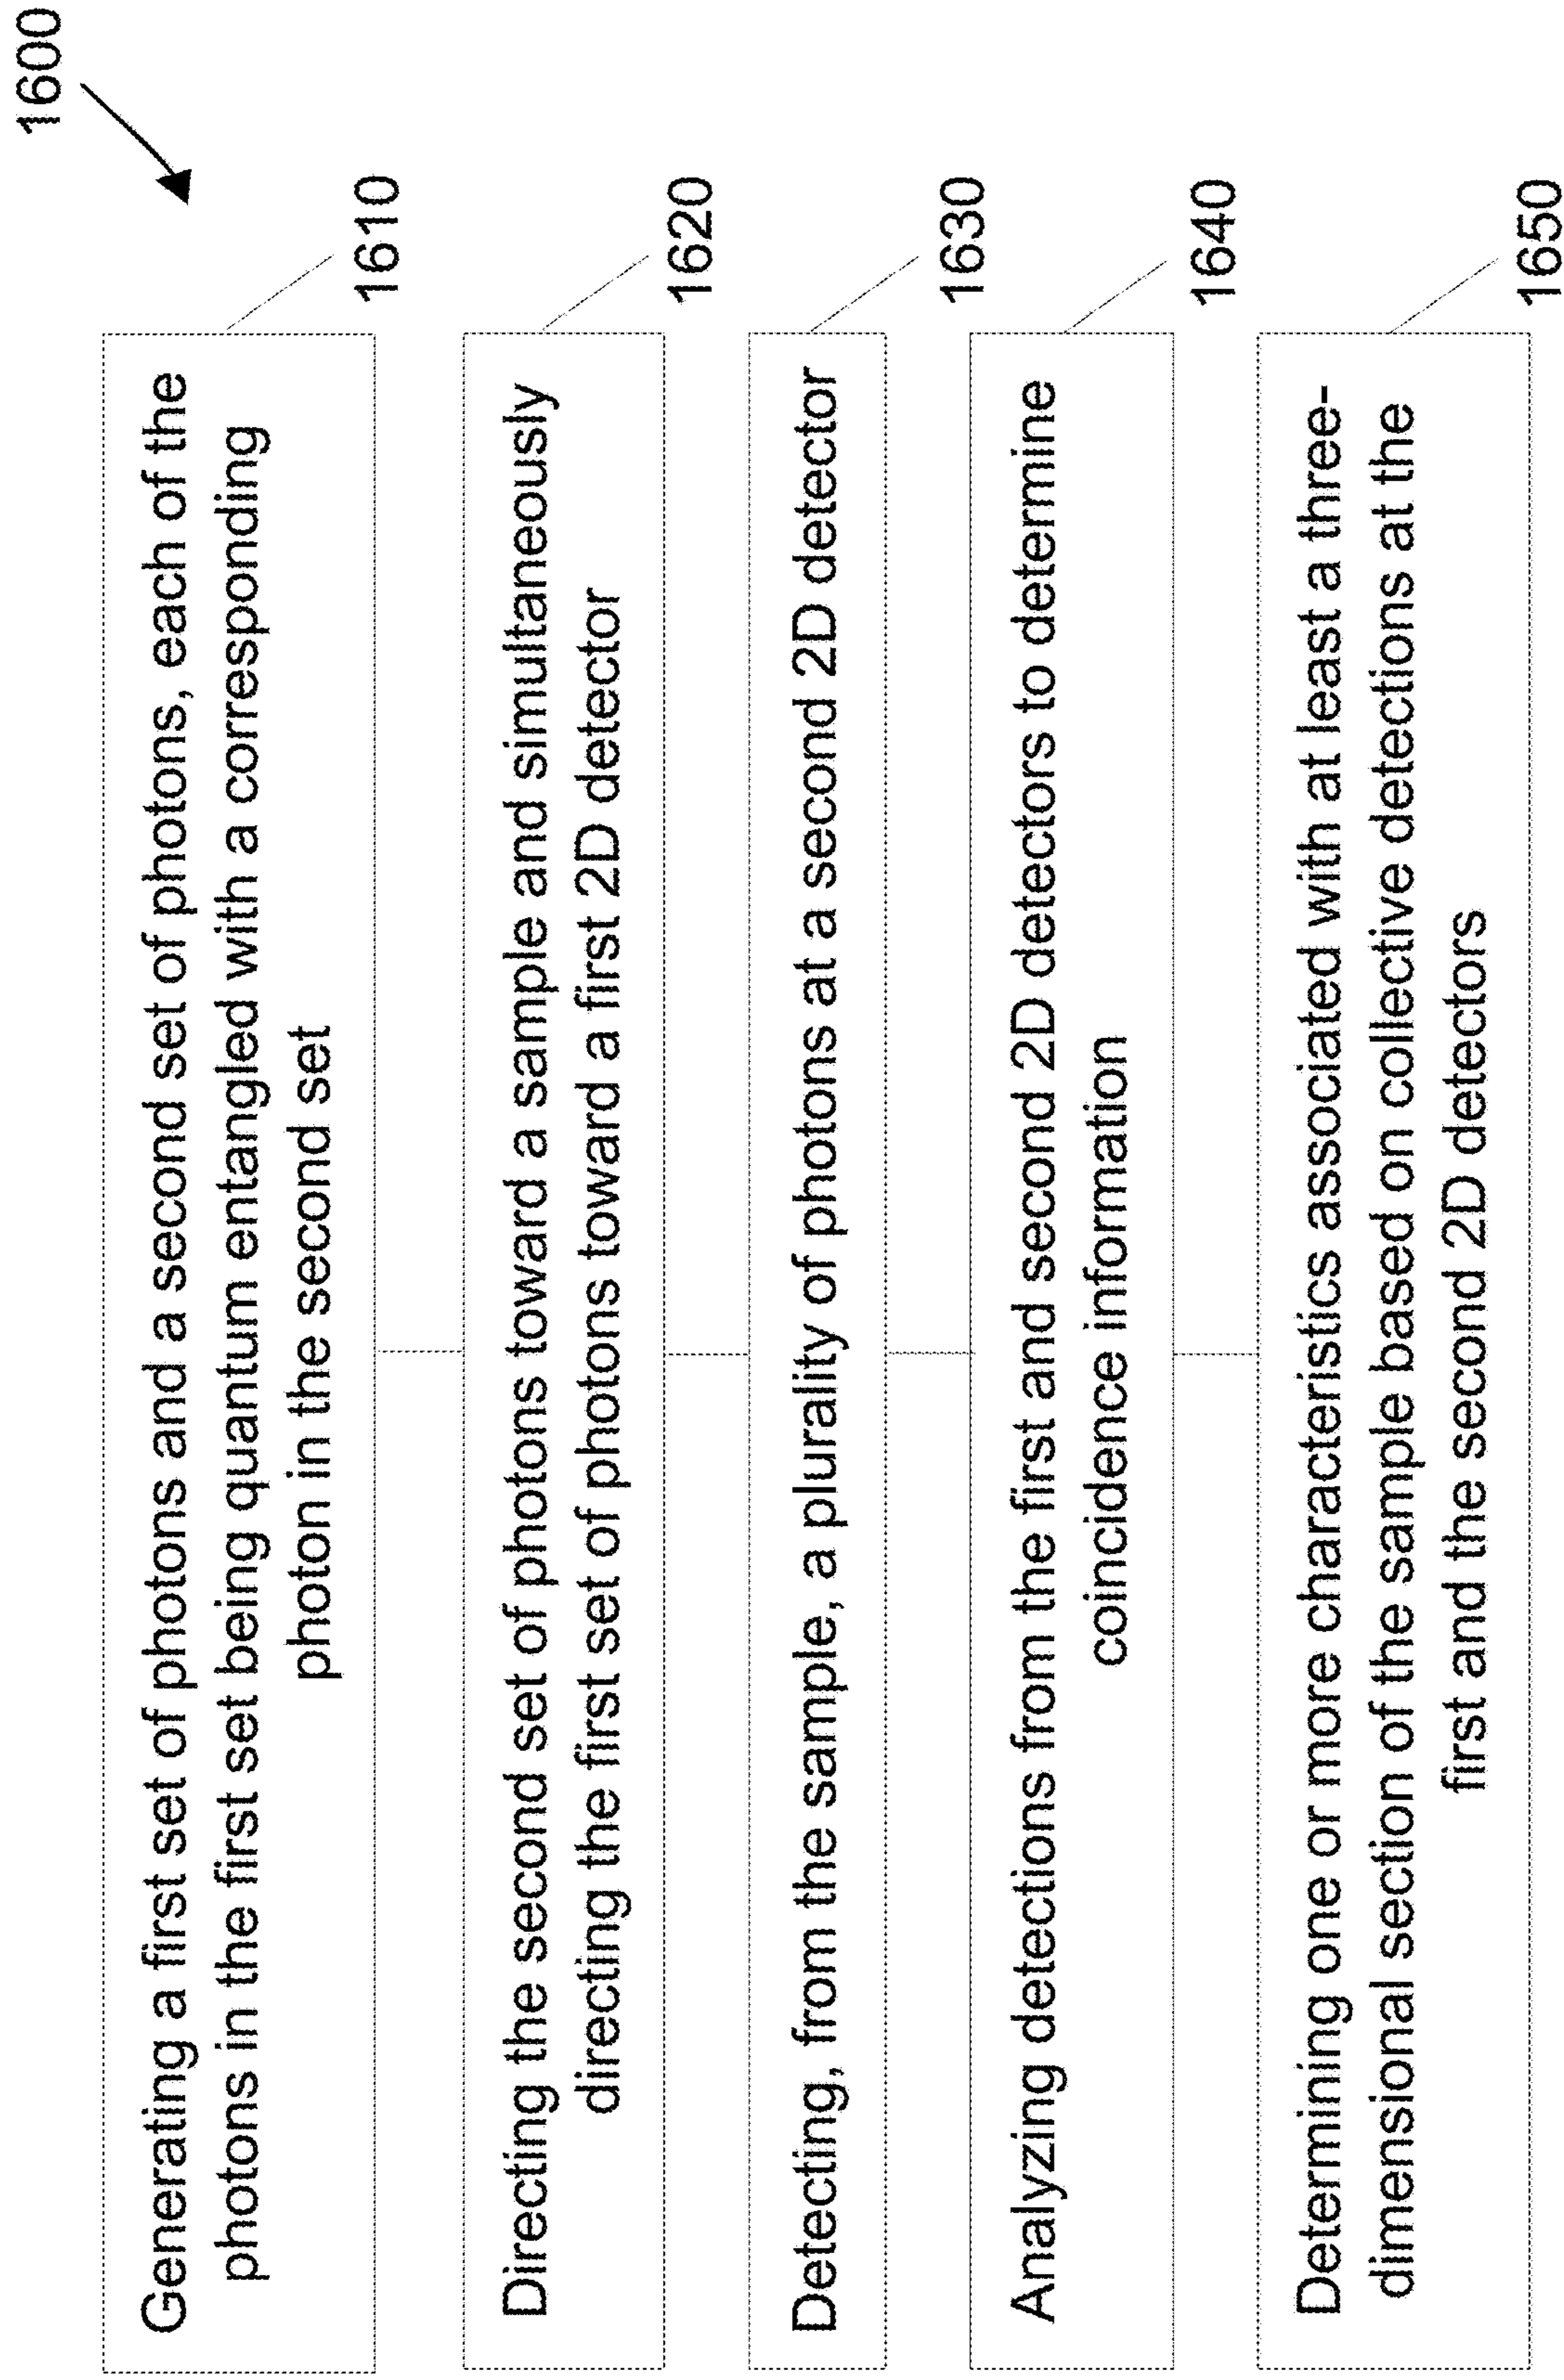 1600
Generating a first set of photons and a second set of photons, each of the
photons in the first set being quantum entangled with a corresponding
photon in the second set
1610
Directing the second set of photons toward a sample and simultaneously
directing the first set of photons toward a first 2D detector
1620
Detecting, from the sample, a plurality of photons at a second 2D detector
1630
Analyzing detections from the first and second 2D detectors to determine
coincidence information
1640
Determining one or more characteristics associated with at least a three-
dimensional section of the sample based on collective detections at the
first and the second 2D detectors
1650